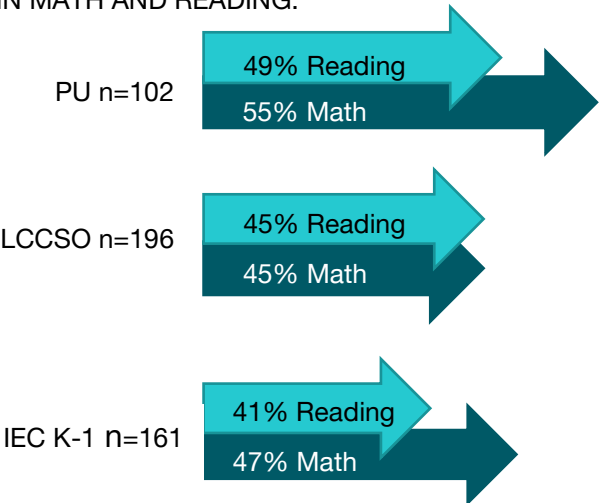 IN MATH AND READING.
49% Reading
PU n=102
55% Math
45% Reading
LCCSO n=196
45% Math
41% Reading
IEC K-1 n=161
47% Math